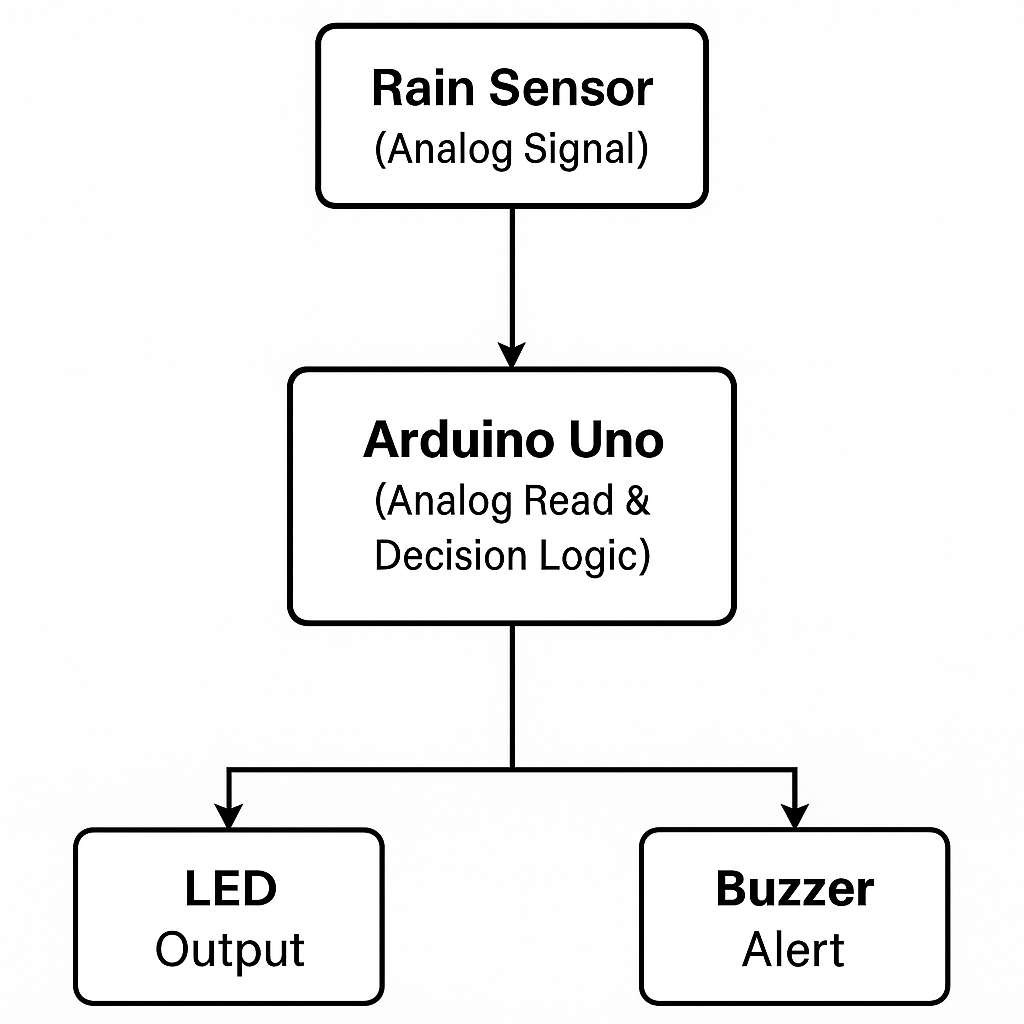 Rain Sensor
(Analog Signal)
Arduino Uno
(Analog Read &
Decision Logic)
LED
Output
Buzzer
Alert